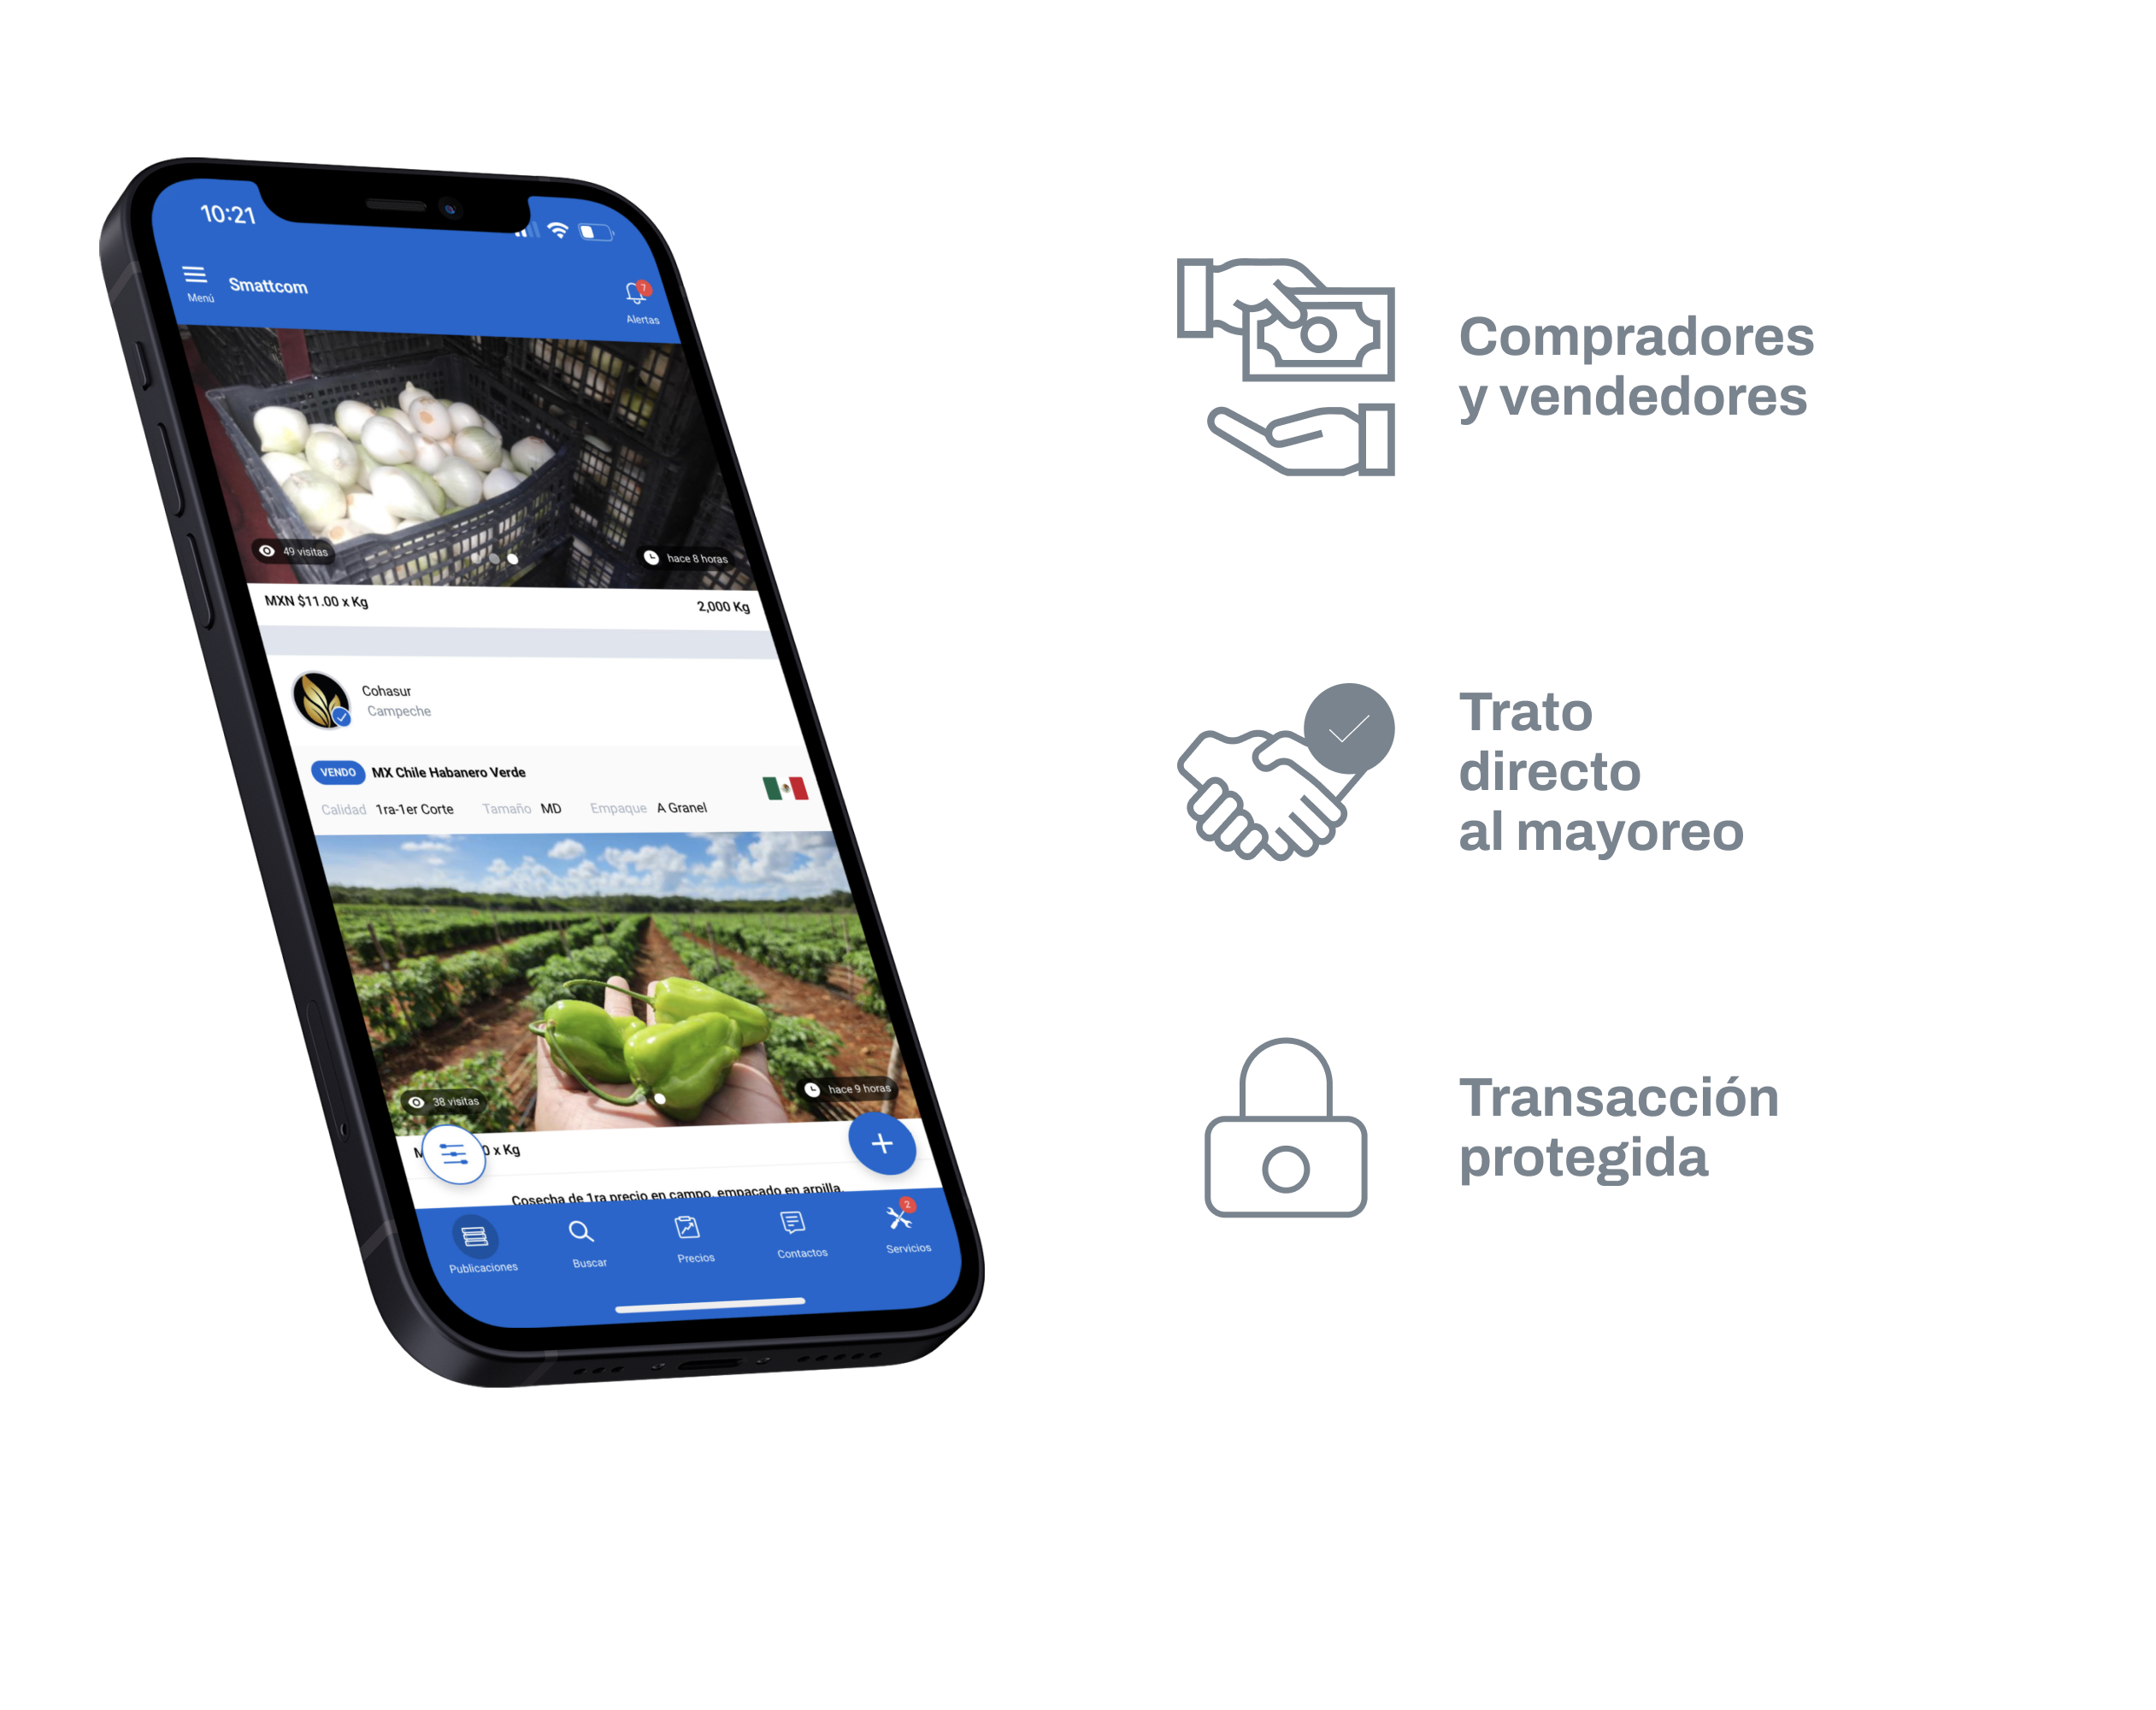 10:21
Menú
Smattcom
7
Alertas
49 visitas
hace 8 horas
MXN $11.00 x Kg
2,000 Kg
Cohasur
Campeche
VENDO MX Chile Habanero Verde
Calidad 1ra-1er Corte Tamaño MD Empaque A Granel
38 visitas
hace 9 horas
x Kg
Cosecha de 1ra precio en campo, empacado en arpilla.
Publicaciones
Buscar
Precios
Contactos
2
Servicios
Compradores
y vendedores
Trato
directo
al mayoreo
Transacción
protegida